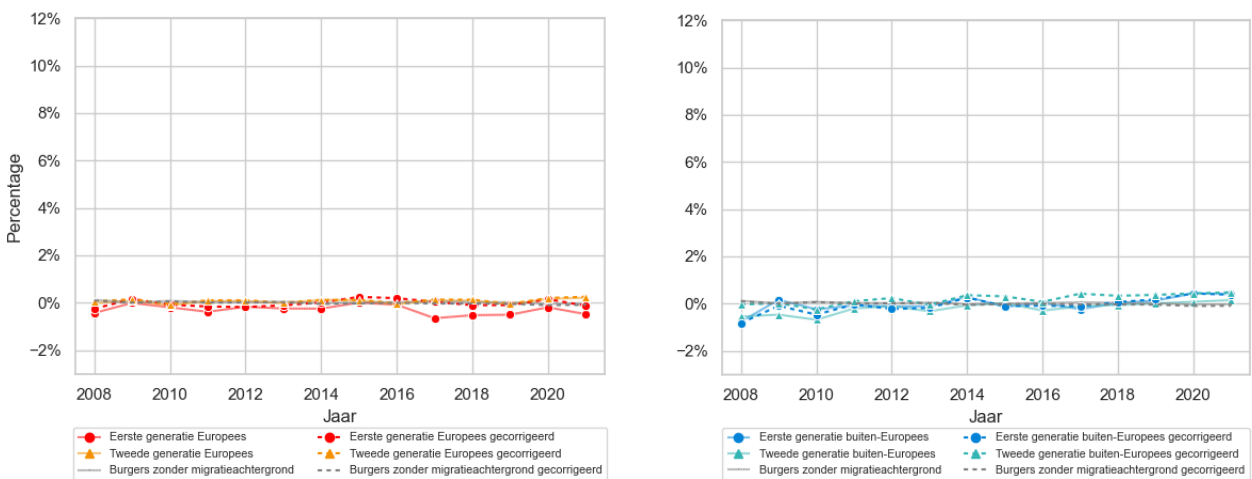 12%
10%
8%
6%
4%
2%
0%
−2%
Percentage
2008 2010 2012 2014 2016 2018 2020
Jaar
Eerste generatie Europees
Eerste generatie Europees gecorrigeerd
Tweede generatie Europees
Tweede generatie Europees gecorrigeerd
Burgers zonder migratieachtergrond
Burgers zonder migratieachtergrond gecorrigeerd
12%
10%
8%
6%
4%
2%
0%
−2%
2008 2010 2012 2014 2016 2018 2020
Jaar
Eerste generatie buiten-Europees
Eerste generatie buiten-Europees gecorrigeerd
Tweede generatie buiten-Europees
Tweede generatie buiten-Europees gecorrigeerd
Burgers zonder migratieachtergrond
Burgers zonder migratieachtergrond gecorrigeerd